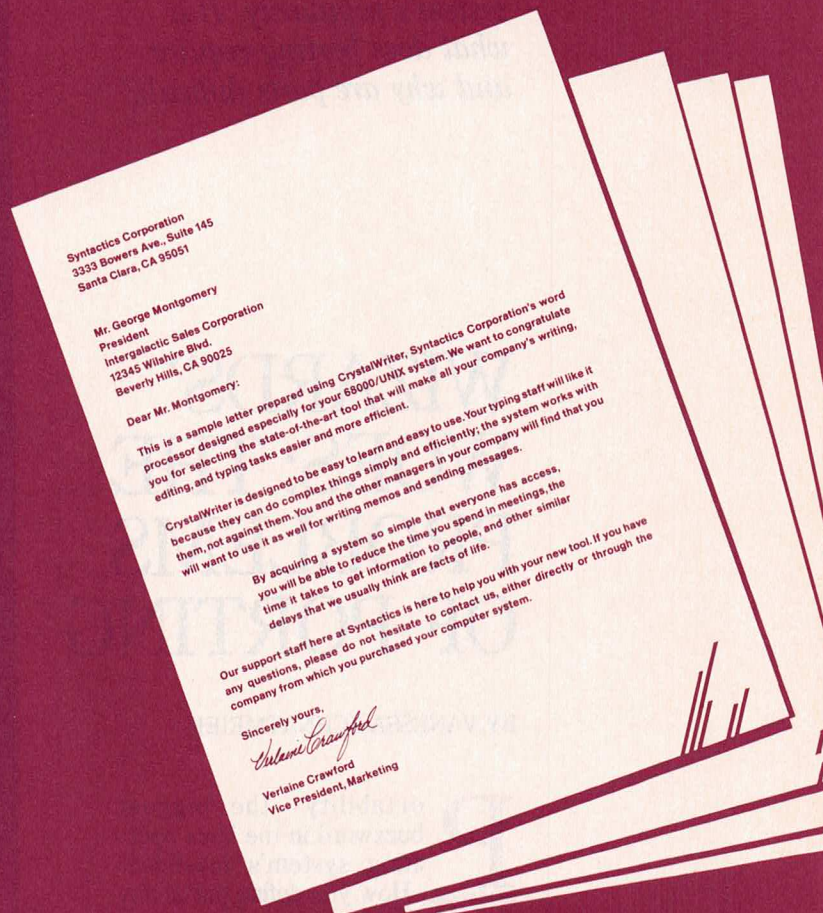 Syntactics Corporation
3333 Bowers Ave., Suite 145
Santa Clara, CA 95051
Mr. George Montgomery
President
Intergalactic Sales Corporation
12345 Wilshire Blvd.
Beverly Hills, CA 90025
Dear Mr. Montgomery:
This is a sample letter prepared using CrystalWriter, Syntactics Corporation's word
processor designed especially for your 68000/UNIX system. We want to congratulate
you for selecting the state-of-the-art tool that will make all your company's writing,
editing, and typing tasks easier and more efficient.
CrystalWriter is designed to be easy to learn and easy to use. Your typing staff will like it
because they can do complex things simply and efficiently; the system works with
them, not against them. You and the other managers in your company will find that you
will want to use it as well for writing memos and sending messages.
By acquiring a system so simple that everyone has access,
you will be able to reduce the time you spend in meetings, the
time it takes to get information to people, and other similar
delays that we usually think are facts of life.
Our support staff here at Syntactics is here to help you with your new tool. If you have
any questions, please do not hesitate to contact us, either directly or through the
company from which you purchased your computer system.
Sincerely yours,
Verlaine Crawford
Verlaine Crawford
Vice President, Marketing